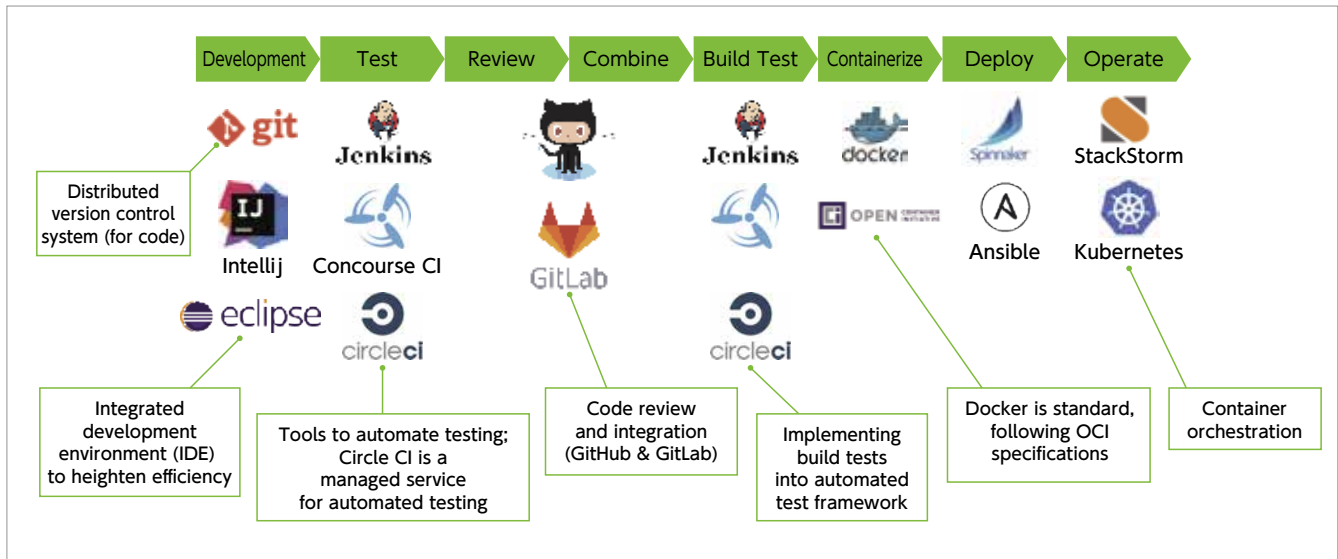 Development
Test
Review
Combine
Build Test
Containerize
Deploy
Operate
git
Jenkins
Jenkins
docker
Spinnaker
StackStorm
Distributed
version control
system (for code)
IJ
Intellij
Concourse CI
GitLab
OPEN CONTAINER
INITIATIVE
Ansible
Kubernetes
eclipse
circleci
circleci
Integrated
development
environment (IDE)
to heighten efficiency
Tools to automate testing;
Circle CI is a
managed service
for automated testing
Code review
and integration
(GitHub & GitLab)
Implementing
build tests
into automated
test framework
Docker is standard,
following OCI
specifications
Container
orchestration